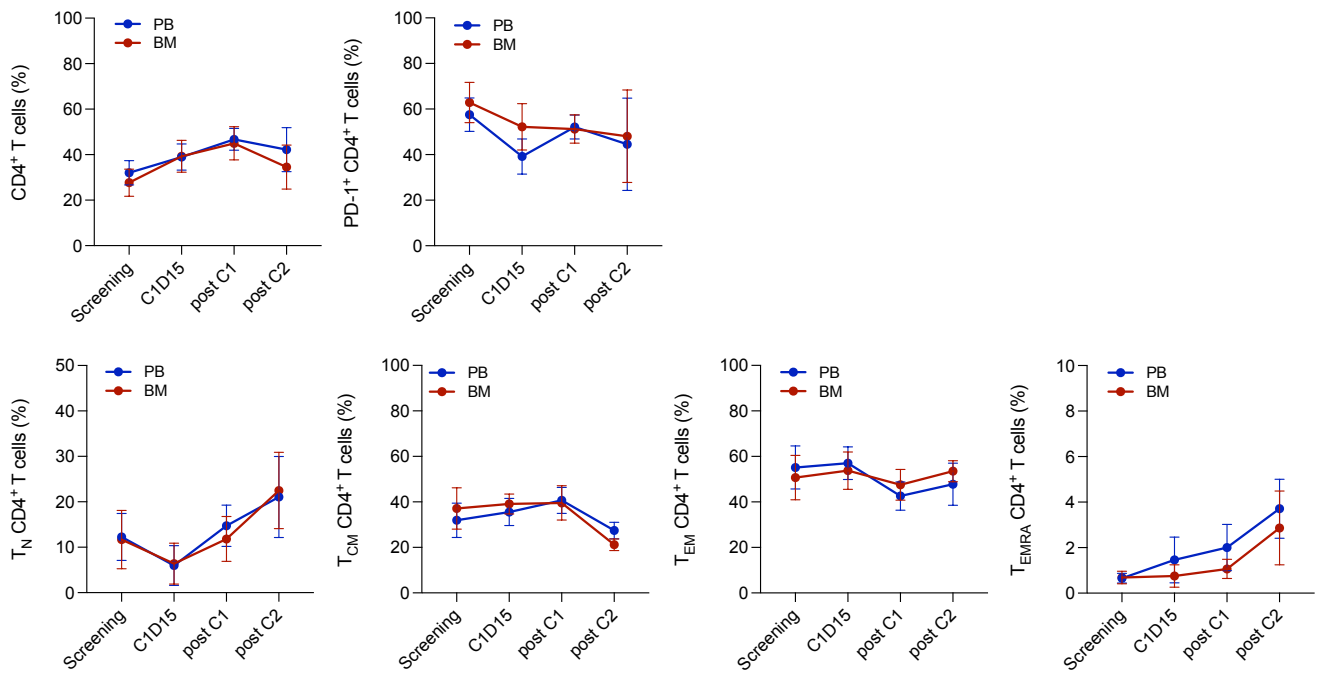 CD4⁺ T cells (%)
100
80
60
40
20
0
PB
BM
Screening
C1D15
post C1
post C2
PD-1⁺ CD4⁺ T cells (%)
100
80
60
40
20
0
PB
BM
Screening
C1D15
post C1
post C2
T_N CD4⁺ T cells (%)
50
40
30
20
10
0
PB
BM
Screening
C1D15
post C1
post C2
T_CM CD4⁺ T cells (%)
100
80
60
40
20
0
PB
BM
Screening
C1D15
post C1
post C2
T_EM CD4⁺ T cells (%)
100
80
60
40
20
0
PB
BM
Screening
C1D15
post C1
post C2
T_EMRA CD4⁺ T cells (%)
10
8
6
4
2
0
PB
BM
Screening
C1D15
post C1
post C2